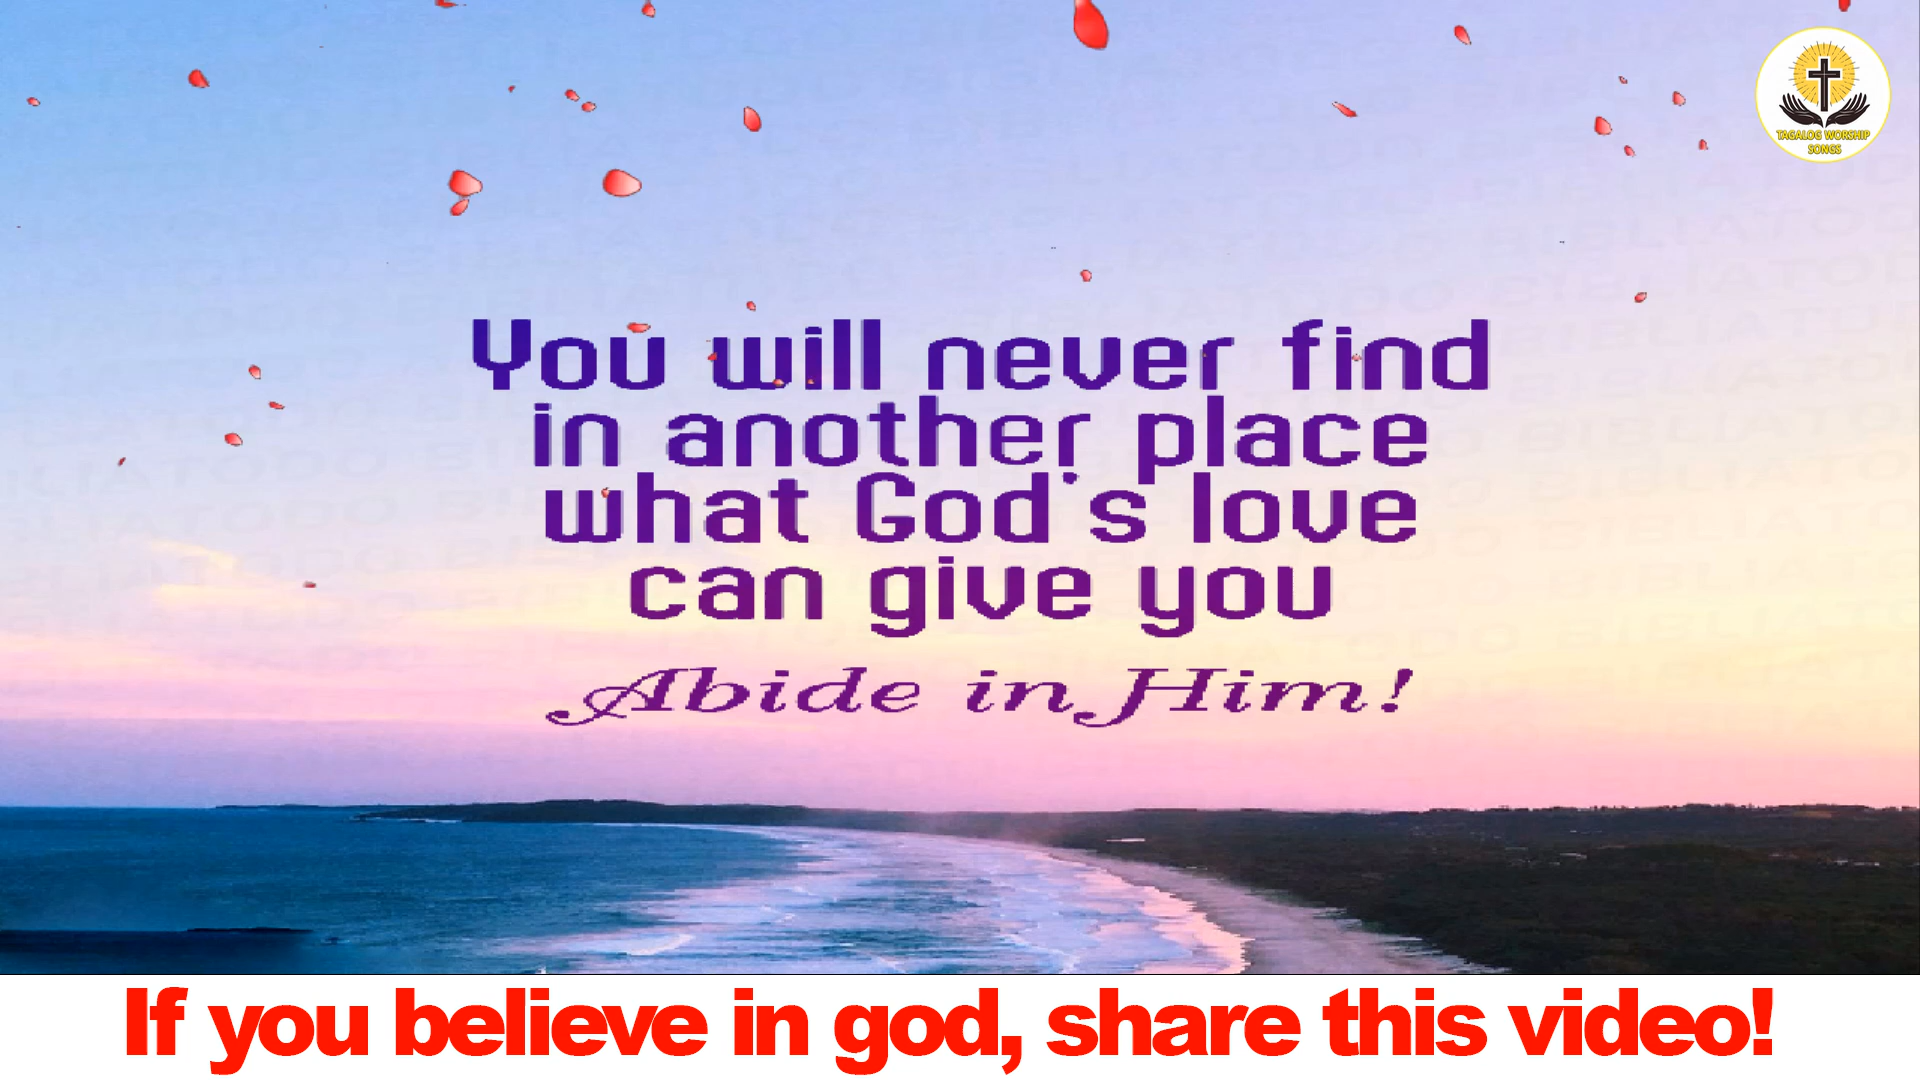 TAGALOG WORSHIP
SONGS
You will never find
in another place
what God's love
can give you
Abide in Him!
If you believe in god, share this video!
BIBLIATODO